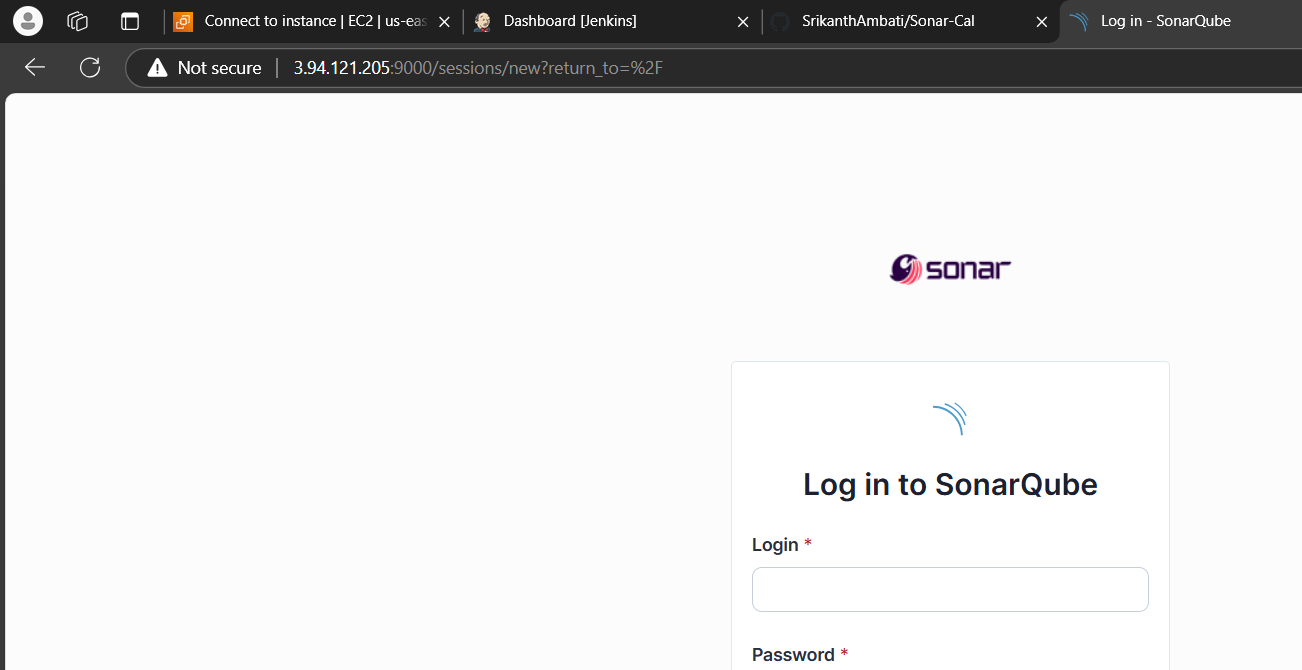 Connect to instance | EC2 | us-eas
Dashboard [Jenkins]
SrikanthAmbati/Sonar-Cal
Log in - SonarQube
Not secure
3.94.121.205:9000/sessions/new?return_to=%2F
sonar
Log in to SonarQube
Login *
Password *